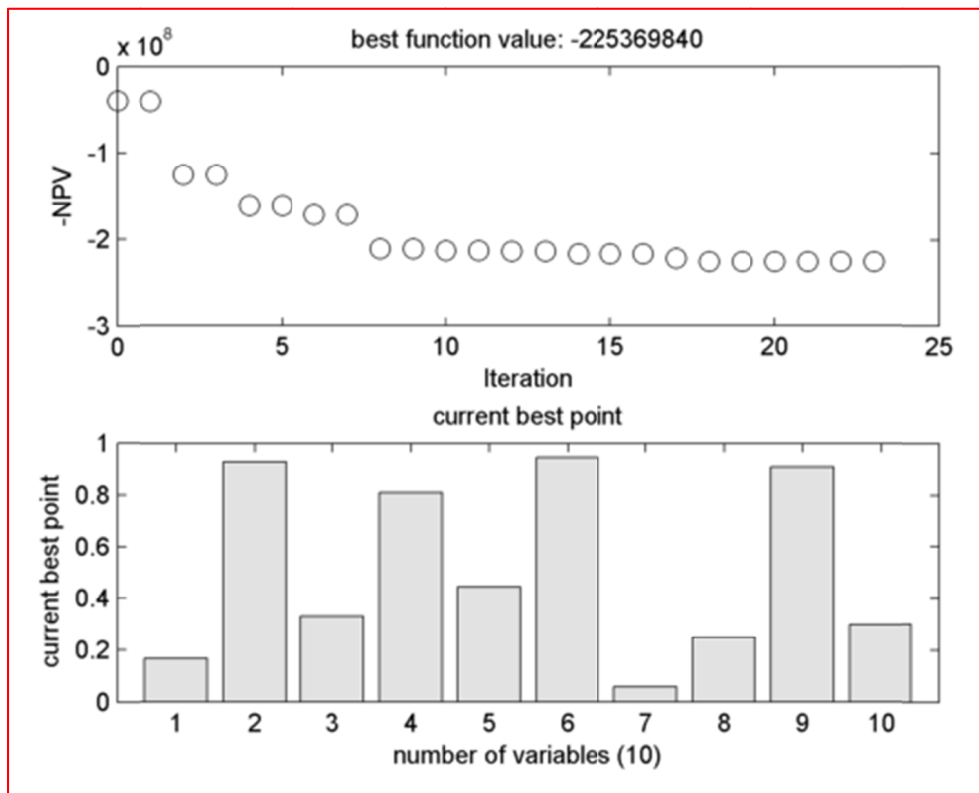 x 10^8
best function value: -225369840
0
-1
-2
-3
-NPV
0 5 10 15 20 25
Iteration
current best point
1
0.8
0.6
0.4
0.2
0
current best point
1 2 3 4 5 6 7 8 9 10
number of variables (10)